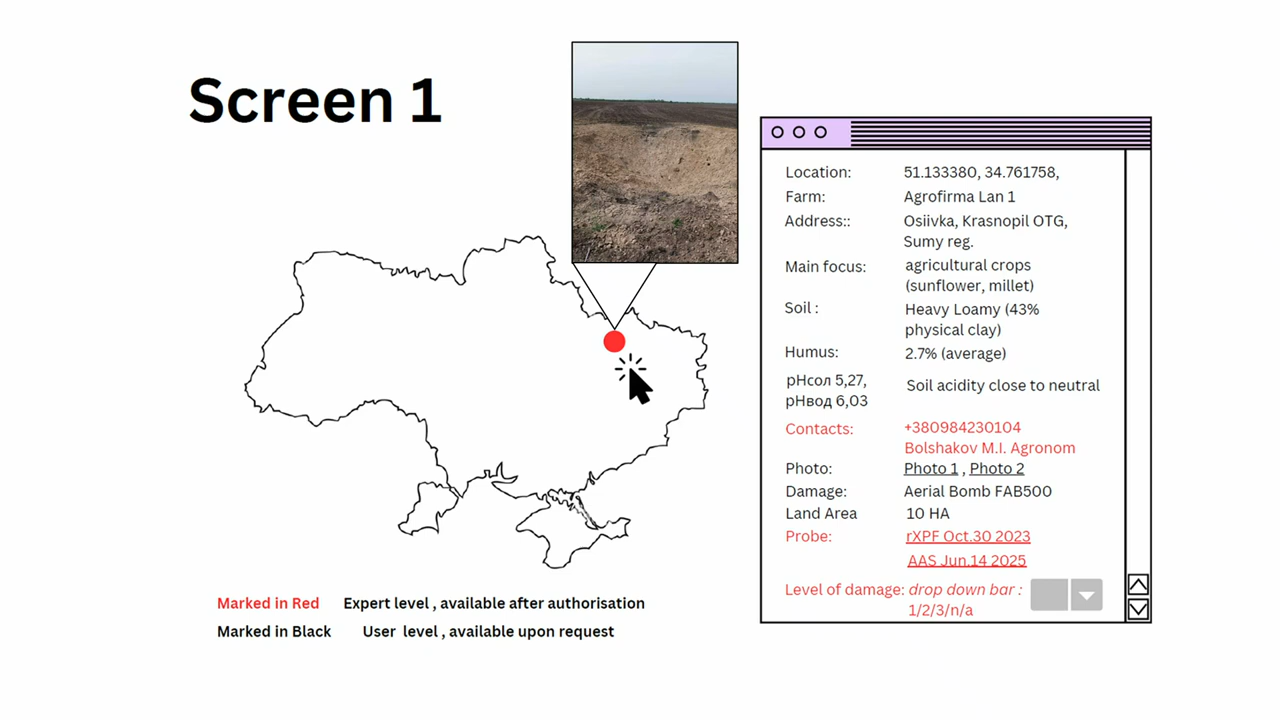 Screen 1
Location: 51.133380, 34.761758,
Farm: Agrofirma Lan 1
Address:: Osiivka, Krasnopil OTG,
Sumy reg.
Main focus: agricultural crops
(sunflower, millet)
Soil : Heavy Loamy (43%
physical clay)
Humus: 2.7% (average)
pHсол 5,27,
pHвод 6,03
Soil acidity close to neutral
Contacts: +380984230104
Bolshakov M.I. Agronom
Photo: Photo 1 , Photo 2
Damage: Aerial Bomb FAB500
Land Area 10 HA
Probe: rXPF Oct.30 2023
AAS Jun.14 2025
Level of damage: drop down bar :
1/2/3/n/a
Marked in Red Expert level , available after authorisation
Marked in Black User level , available upon request